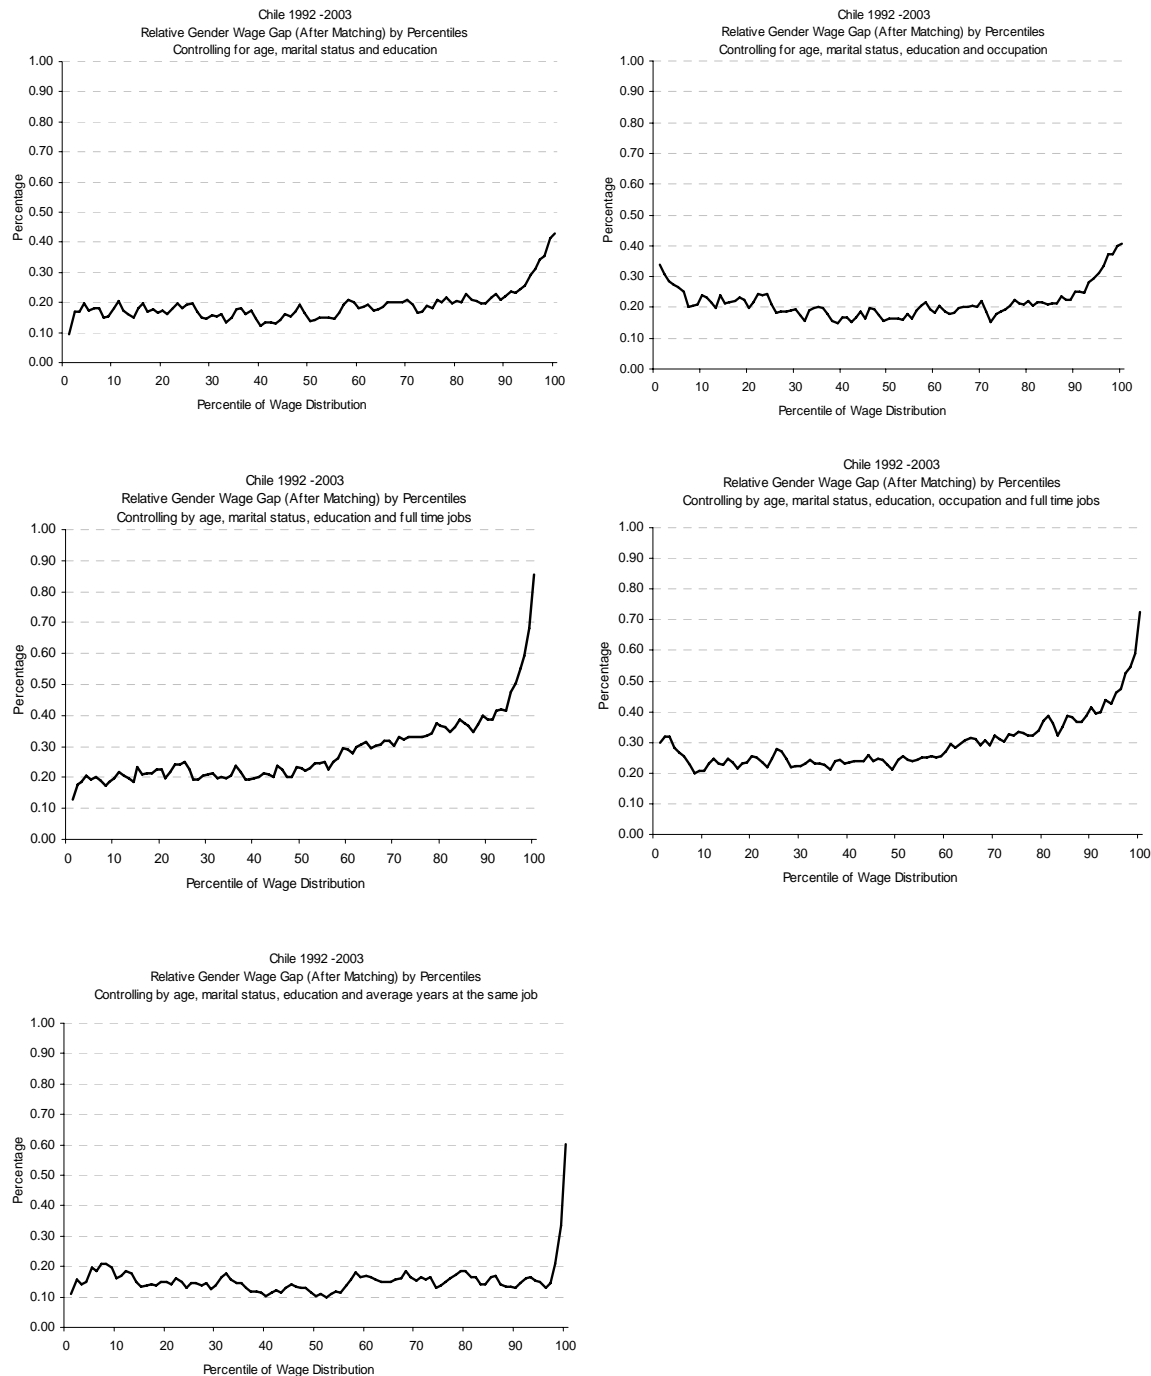 Chile 1992 -2003
Relative Gender Wage Gap (After Matching) by Percentiles
Controlling for age, marital status and education
1.00
0.90
0.80
0.70
0.60
0.50
0.40
0.30
0.20
0.10
0.00
Percentage
0 10 20 30 40 50 60 70 80 90 100
Percentile of Wage Distribution
Chile 1992 -2003
Relative Gender Wage Gap (After Matching) by Percentiles
Controlling for age, marital status, education and occupation
1.00
0.90
0.80
0.70
0.60
0.50
0.40
0.30
0.20
0.10
0.00
Percentage
0 10 20 30 40 50 60 70 80 90 100
Percentile of Wage Distribution
Chile 1992 -2003
Relative Gender Wage Gap (After Matching) by Percentiles
Controlling by age, marital status, education and full time jobs
1.00
0.90
0.80
0.70
0.60
0.50
0.40
0.30
0.20
0.10
0.00
Percentage
0 10 20 30 40 50 60 70 80 90 100
Percentile of Wage Distribution
Chile 1992 -2003
Relative Gender Wage Gap (After Matching) by Percentiles
Controlling by age, marital status, education, occupation and full time jobs
1.00
0.90
0.80
0.70
0.60
0.50
0.40
0.30
0.20
0.10
0.00
Percentage
0 10 20 30 40 50 60 70 80 90 100
Percentile of Wage Distribution
Chile 1992 -2003
Relative Gender Wage Gap (After Matching) by Percentiles
Controlling by age, marital status, education and average years at the same job
1.00
0.90
0.80
0.70
0.60
0.50
0.40
0.30
0.20
0.10
0.00
Percentage
0 10 20 30 40 50 60 70 80 90 100
Percentile of Wage Distribution